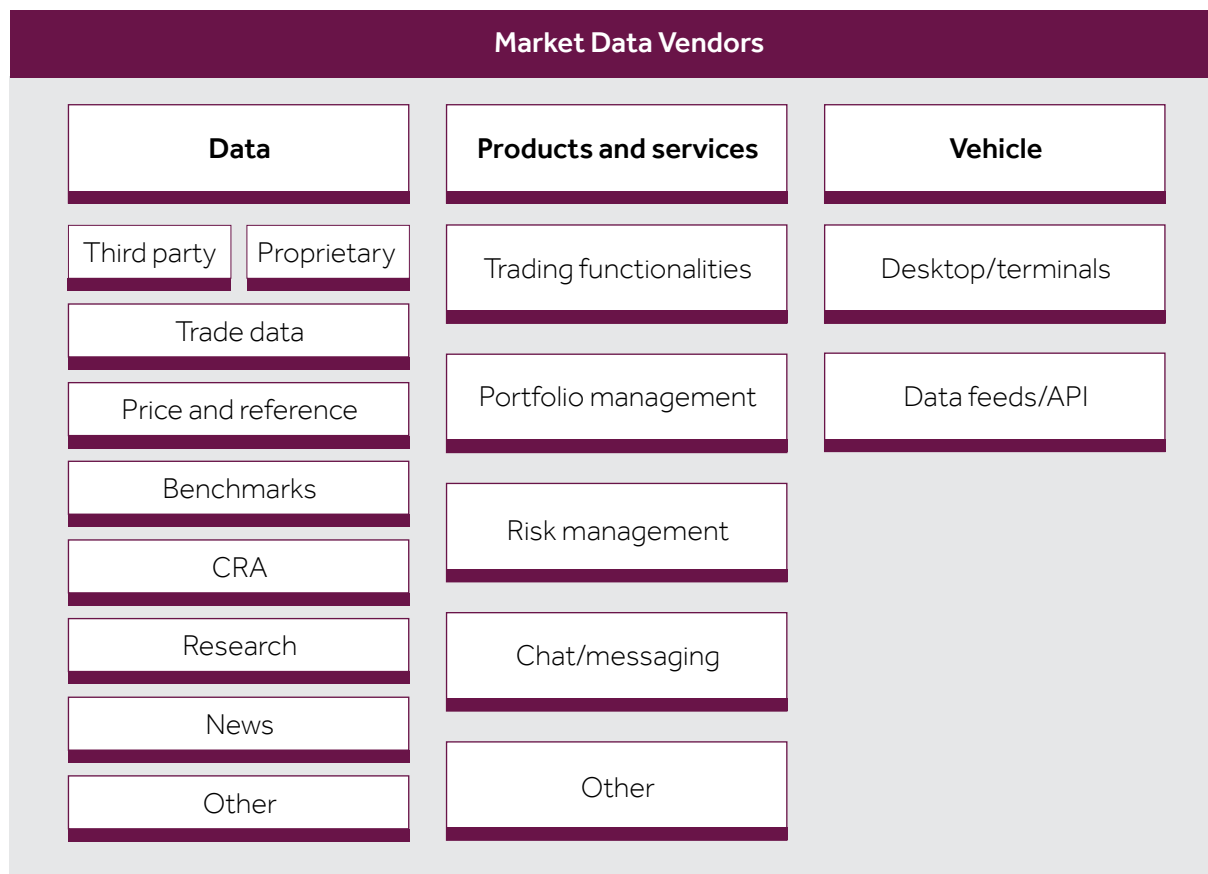 Market Data Vendors
Data
Third party
Proprietary
Trade data
Price and reference
Benchmarks
CRA
Research
News
Other
Products and services
Trading functionalities
Portfolio management
Risk management
Chat/messaging
Other
Vehicle
Desktop/terminals
Data feeds/API